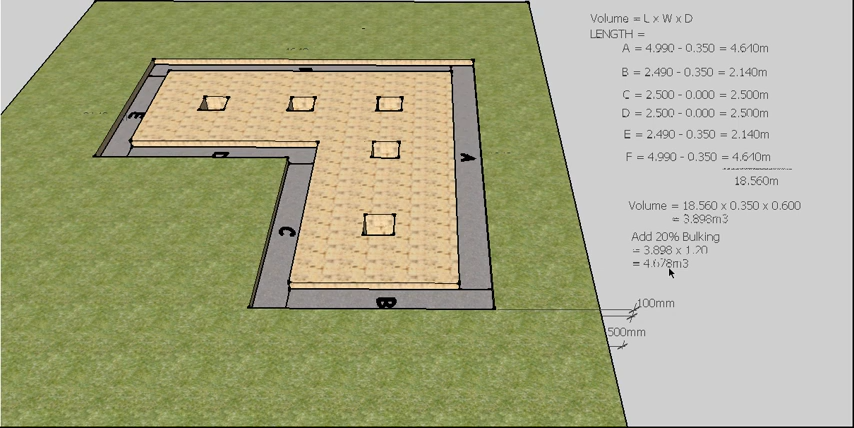 Volume = L x W x D
LENGTH =
A = 4.990 - 0.350 = 4.640m
B = 2.490 - 0.350 = 2.140m
C = 2.500 - 0.000 = 2.500m
D = 2.500 - 0.000 = 2.500m
E = 2.490 - 0.350 = 2.140m
F = 4.990 - 0.350 = 4.640m
18.560m
Volume = 18.560 x 0.350 x 0.600
= 3.898m3
Add 20% Bulking
= 3.898 x 1.20
= 4.678m3
E
D
A
C
B
100mm
500mm